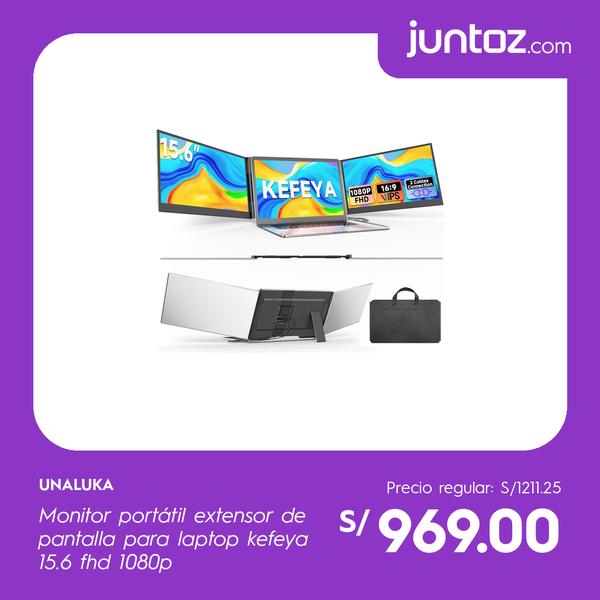 juntoz.com
15.6"
KEFEYA
1080P
FHD
16:9
IPS
2 Cables
Connection
UNALUKA
Monitor portátil extensor de
pantalla para laptop kefeya
15.6 fhd 1080p
Precio regular: S/1211.25
S/ 969.00